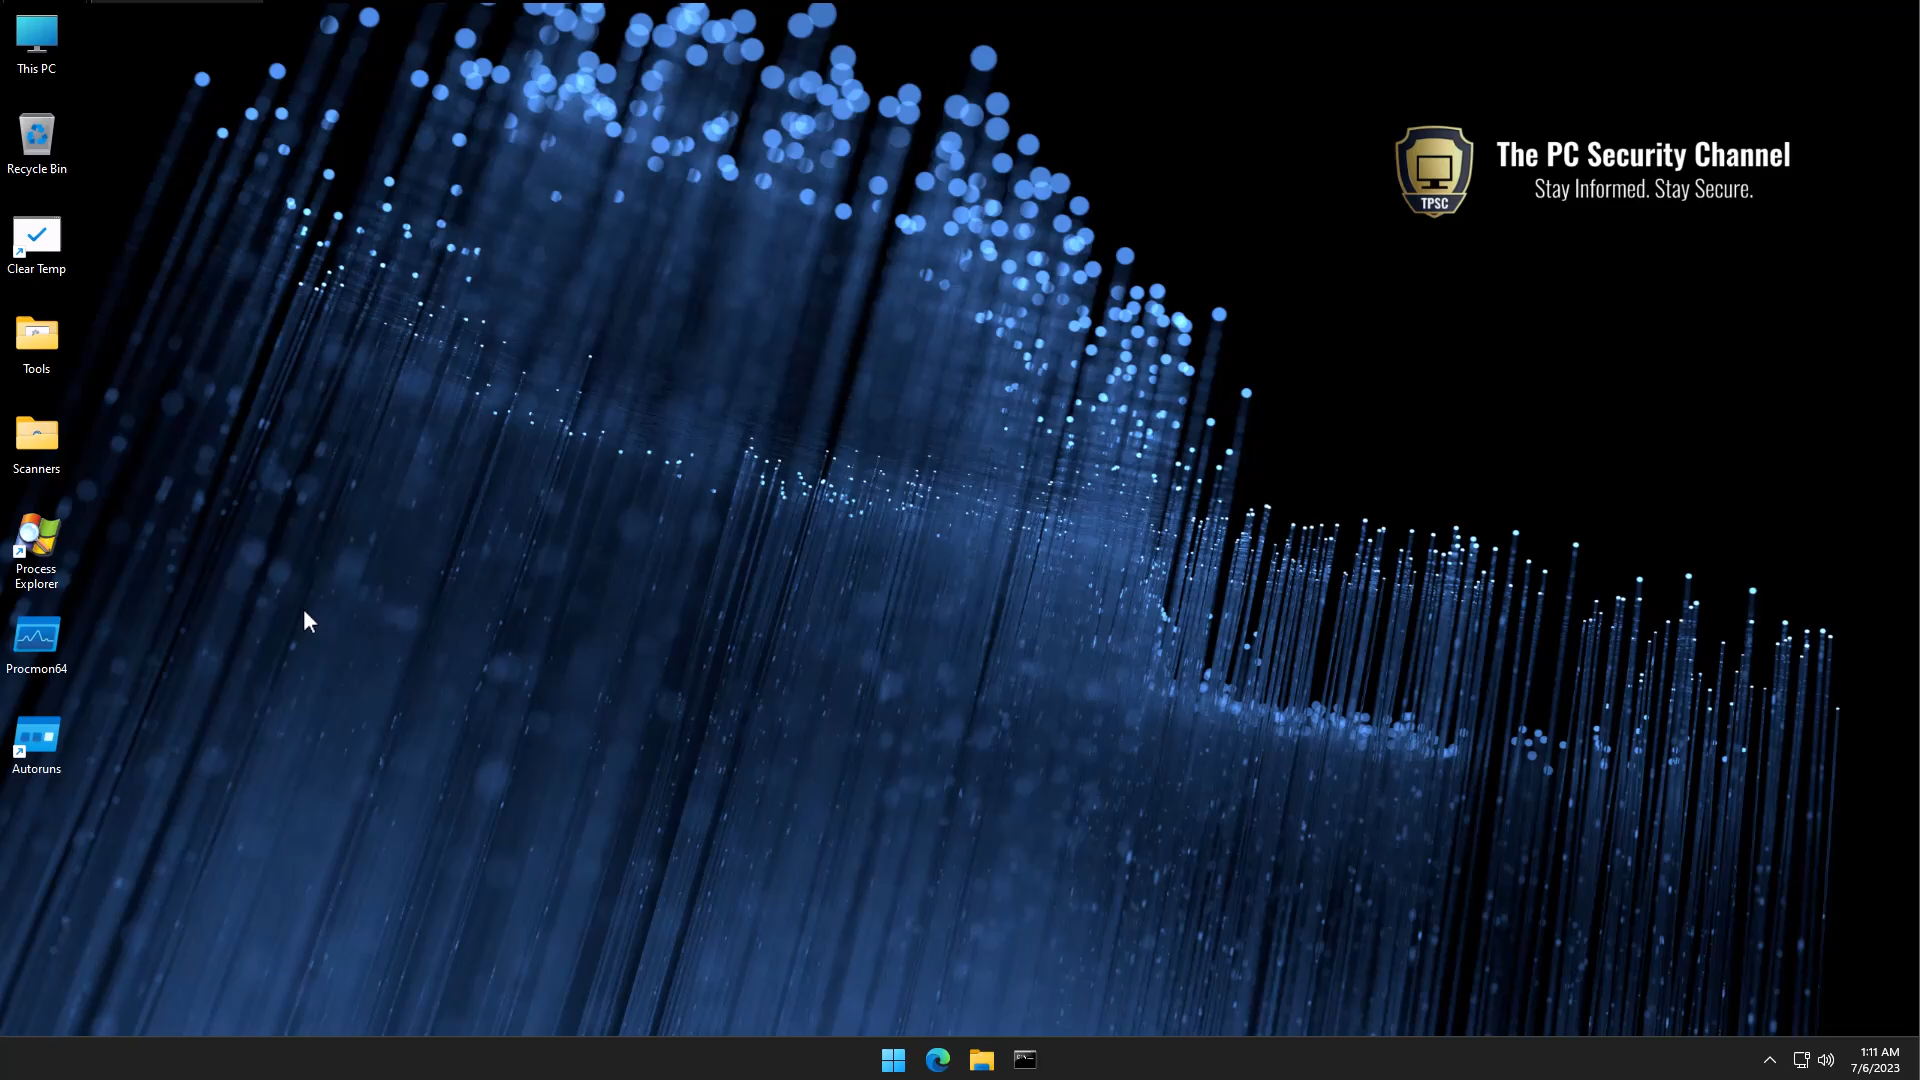 This PC
Recycle Bin
Clear Temp
Tools
Scanners
Process
Explorer
Procmon64
Autoruns
The PC Security Channel
Stay Informed. Stay Secure.
TPSC
1:11 AM
7/6/2023